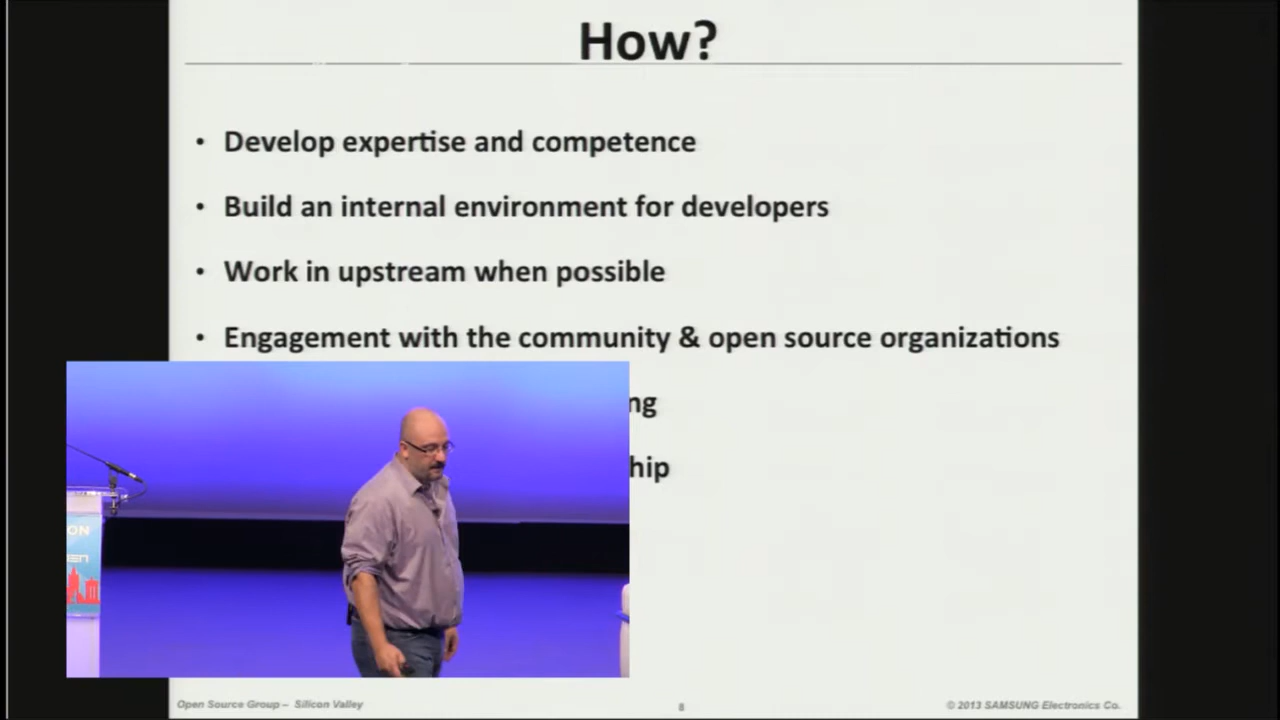 How?
• Develop expertise and competence
• Build an internal environment for developers
• Work in upstream when possible
• Engagement with the community & open source organizations
ng
hip
ON
Open Source Group – Silicon Valley
8
© 2013 SAMSUNG Electronics Co.